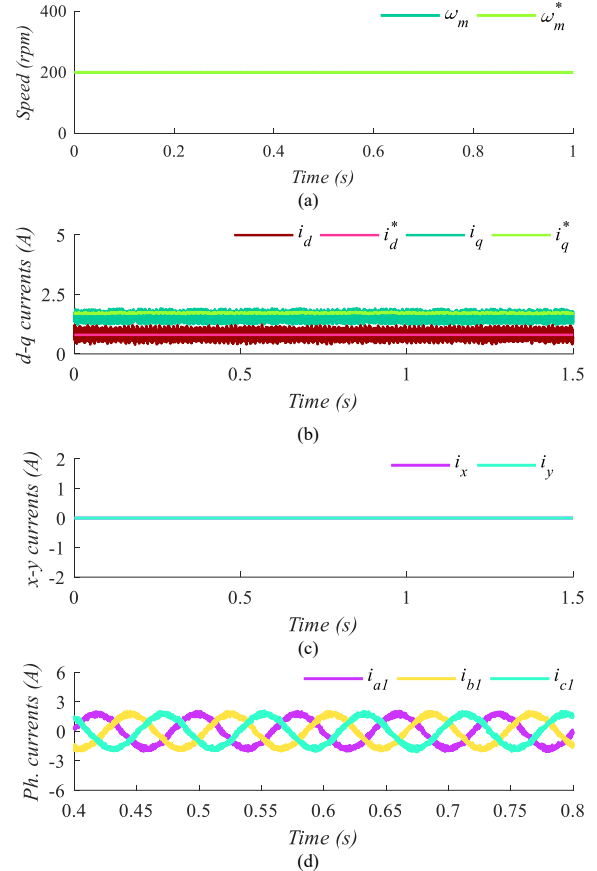 400
200
0
Speed (rpm)
ω_m ω_m^*
0 0.2 0.4 0.6 0.8 1
Time (s)
(a)
5
2.5
0
d-q currents (A)
i_d i_d^* i_q i_q^*
0 0.5 1 1.5
Time (s)
(b)
2
1
0
-1
-2
x-y currents (A)
i_x i_y
0 0.5 1 1.5
Time (s)
(c)
6
3
0
-3
-6
Ph. currents (A)
i_a1 i_b1 i_c1
0.4 0.45 0.5 0.55 0.6 0.65 0.7 0.75 0.8
Time (s)
(d)